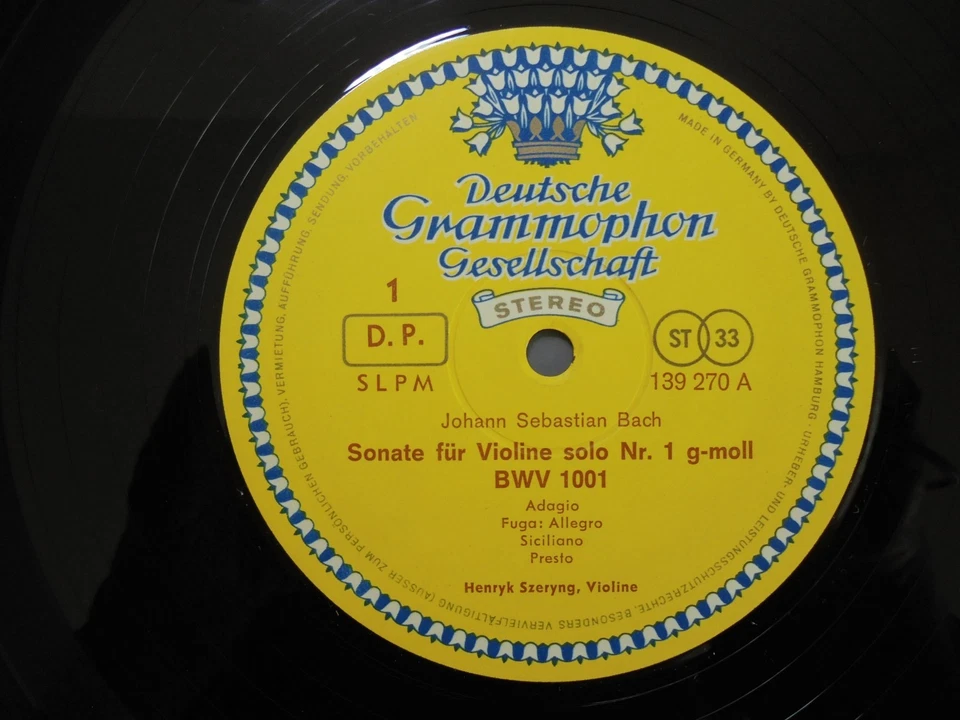 Deutsche
Grammophon
Gesellschaft
STEREO
1
D. P.
SLPM
ST 33
139 270 A
Johann Sebastian Bach
Sonate für Violine solo Nr. 1 g-moll
BWV 1001
Adagio
Fuga: Allegro
Siciliano
Presto
Henryk Szeryng, Violine
MADE IN GERMANY BY DEUTSCHE GRAMMOPHON HAMBURG · URHEBER- UND LEISTUNGSSCHUTZRECHTE, BESONDERS VERVIELFÄLTIGUNG (AUSSER ZUM PERSÖNLICHEN GEBRAUCH), VERMIETUNG, AUFFÜHRUNG, SENDUNG, VORBEHALTEN